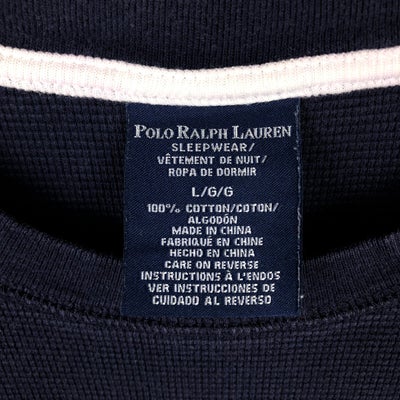 POLO RALPH LAUREN
SLEEPWEAR/
VÊTEMENT DE NUIT/
ROPA DE DORMIR
L/G/G
100% COTTON/COTON/
ALGODÓN
MADE IN CHINA
FABRIQUÉ EN CHINE
HECHO EN CHINA
CARE ON REVERSE
INSTRUCTIONS À L'ENDOS
VER INSTRUCCIONES DE
CUIDADO AL REVERSO